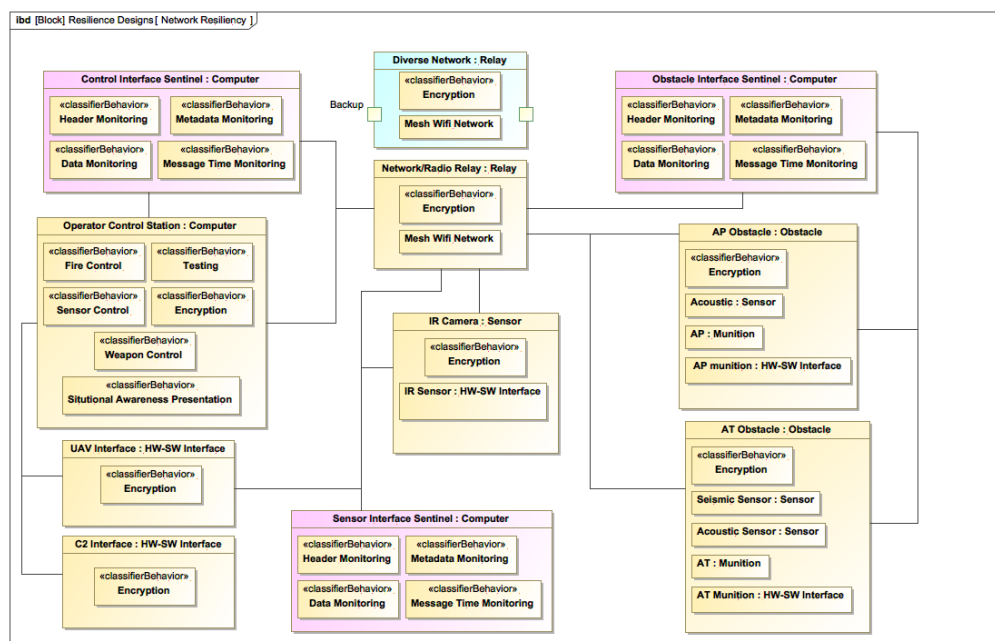 ibd [Block] Resilience Designs [ Network Resiliency ]
Control Interface Sentinel : Computer
«classifierBehavior»
Header Monitoring
«classifierBehavior»
Metadata Monitoring
«classifierBehavior»
Data Monitoring
«classifierBehavior»
Message Time Monitoring
Diverse Network : Relay
«classifierBehavior»
Encryption
Mesh Wifi Network
Backup
Obstacle Interface Sentinel : Computer
«classifierBehavior»
Header Monitoring
«classifierBehavior»
Metadata Monitoring
«classifierBehavior»
Data Monitoring
«classifierBehavior»
Message Time Monitoring
Network/Radio Relay : Relay
«classifierBehavior»
Encryption
Mesh Wifi Network
Operator Control Station : Computer
«classifierBehavior»
Fire Control
«classifierBehavior»
Testing
«classifierBehavior»
Sensor Control
«classifierBehavior»
Encryption
«classifierBehavior»
Weapon Control
«classifierBehavior»
Situtional Awareness Presentation
AP Obstacle : Obstacle
«classifierBehavior»
Encryption
Acoustic : Sensor
AP : Munition
AP munition : HW-SW Interface
IR Camera : Sensor
«classifierBehavior»
Encryption
IR Sensor : HW-SW Interface
AT Obstacle : Obstacle
«classifierBehavior»
Encryption
Seismic Sensor : Sensor
Acoustic Sensor : Sensor
AT : Munition
AT Munition : HW-SW Interface
UAV Interface : HW-SW Interface
«classifierBehavior»
Encryption
C2 Interface : HW-SW Interface
«classifierBehavior»
Encryption
Sensor Interface Sentinel : Computer
«classifierBehavior»
Header Monitoring
«classifierBehavior»
Metadata Monitoring
«classifierBehavior»
Data Monitoring
«classifierBehavior»
Message Time Monitoring